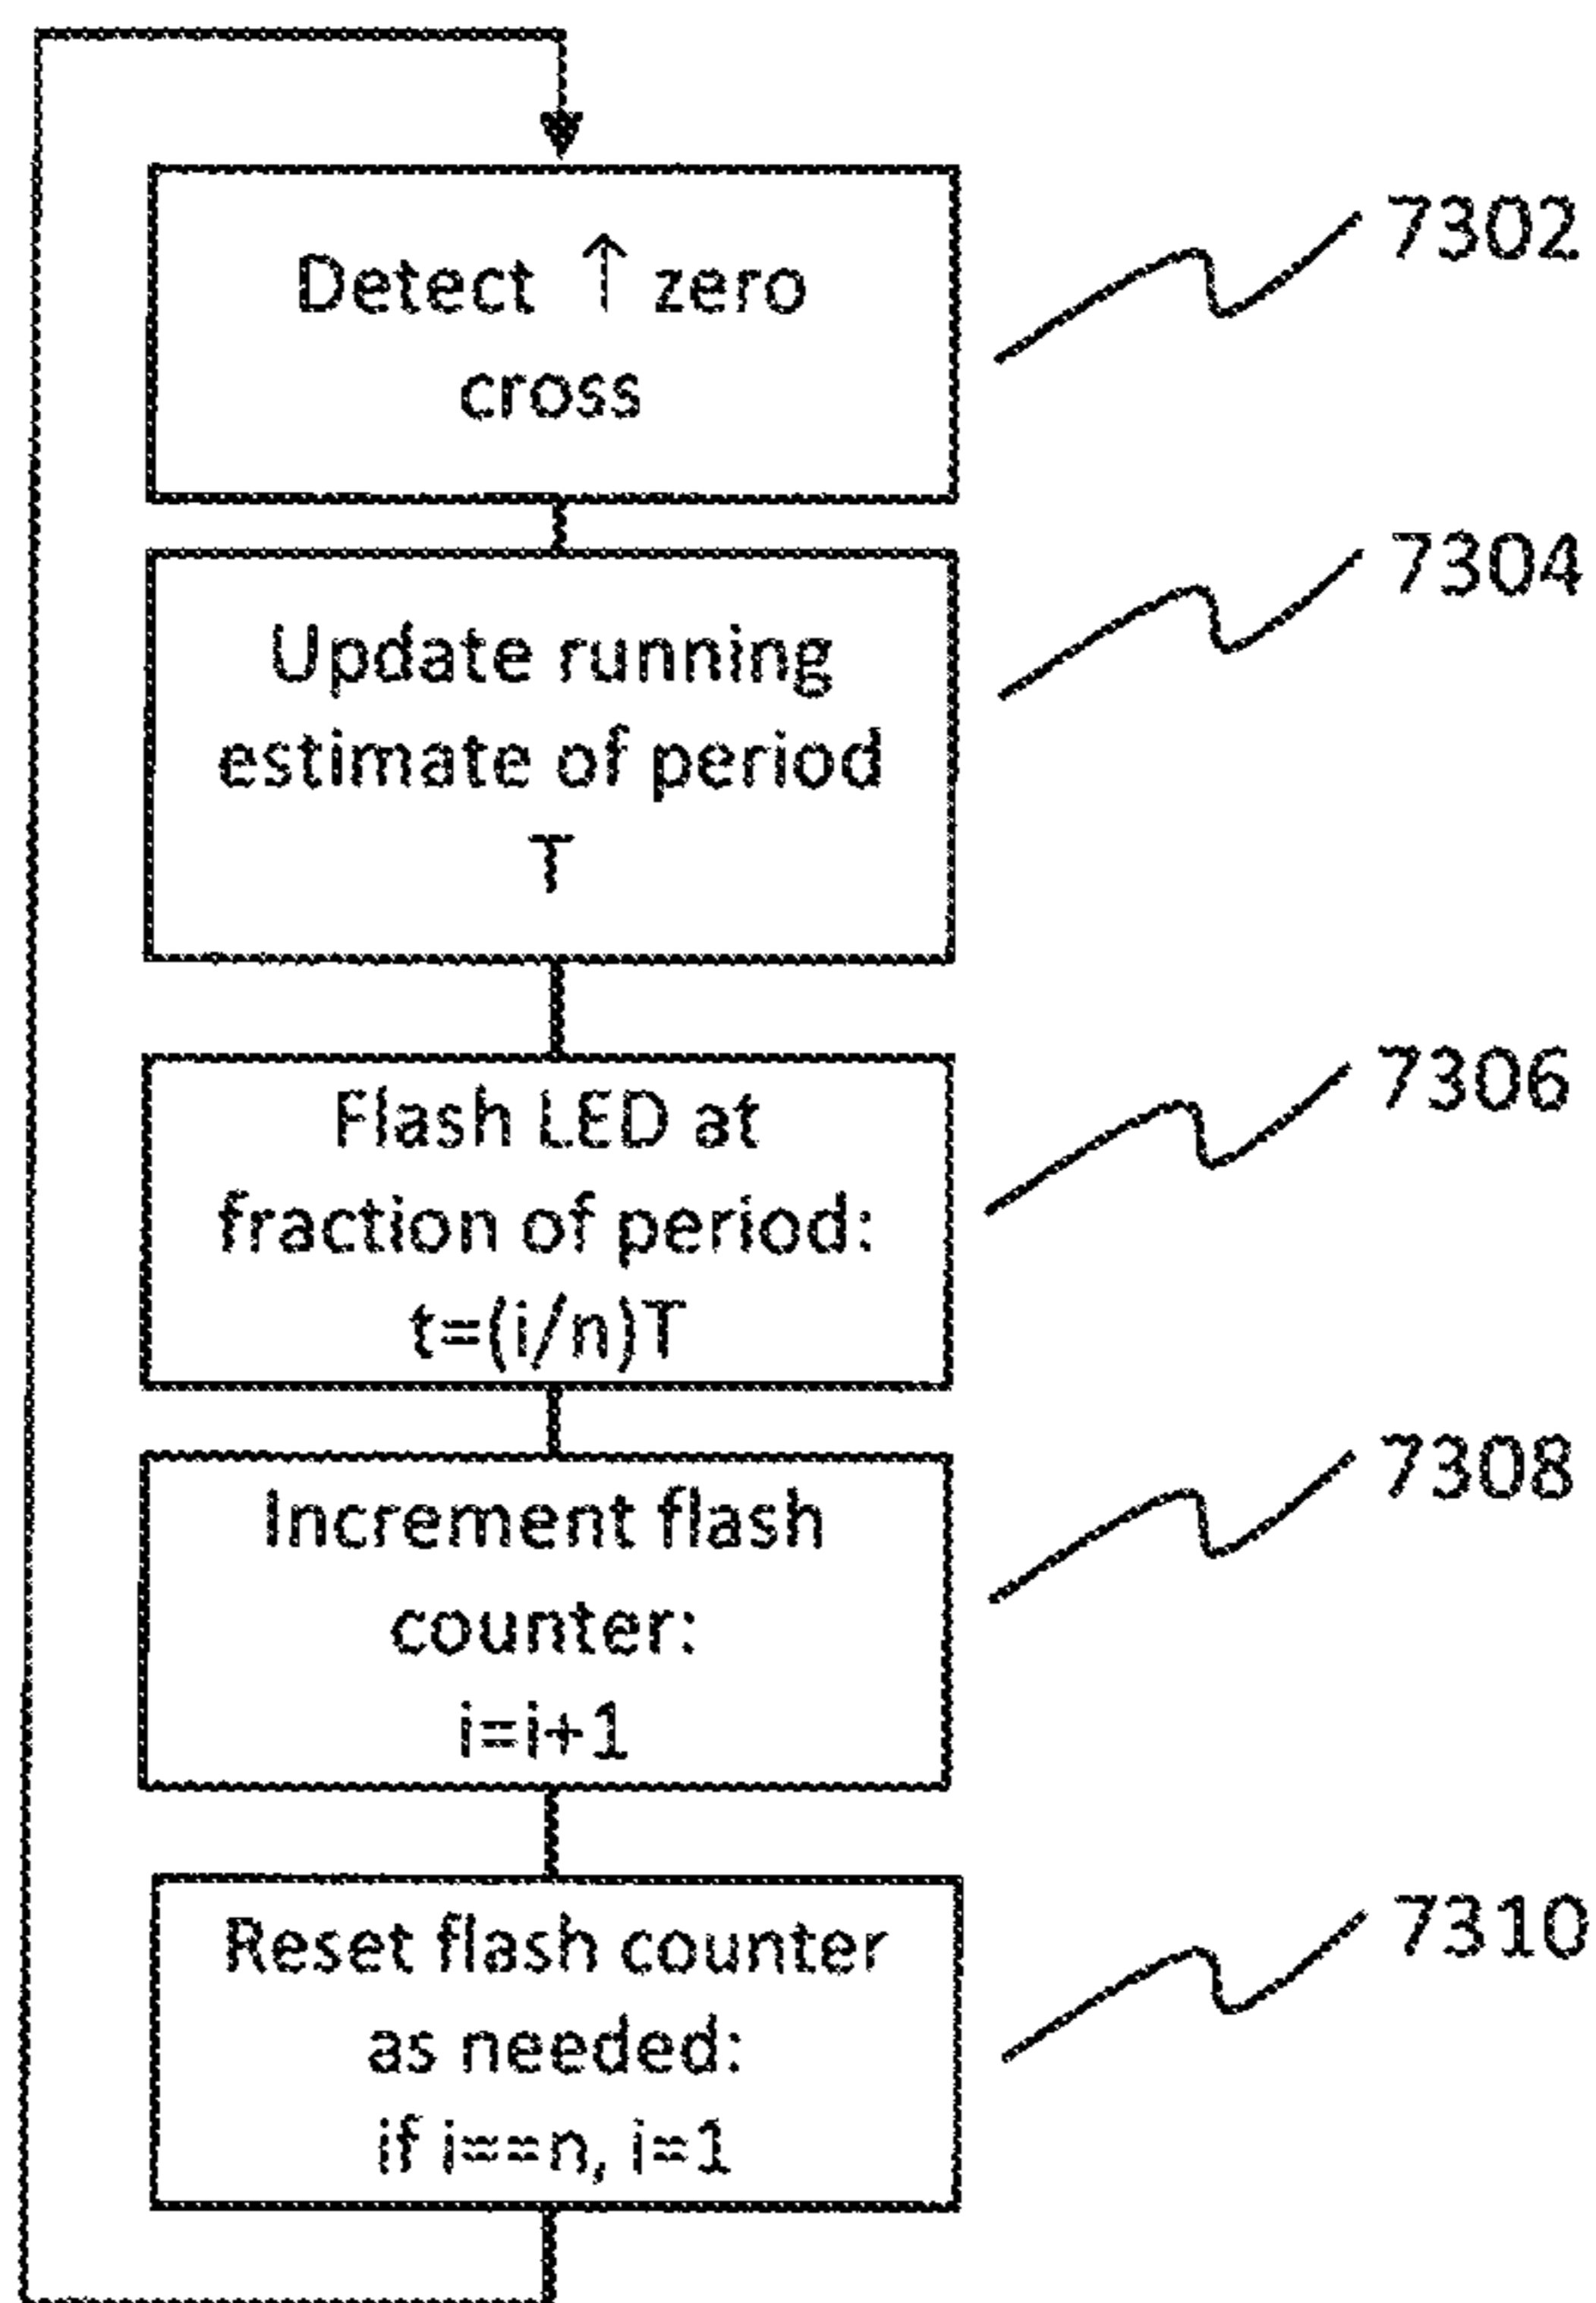 Detect ↑ zero
cross
7302
Update running
estimate of period
T
7304
Flash LED at
fraction of period:
t=(i/n)T
7306
Increment flash
counter:
i=i+1
7308
Reset flash counter
as needed:
if i==n, i=1
7310